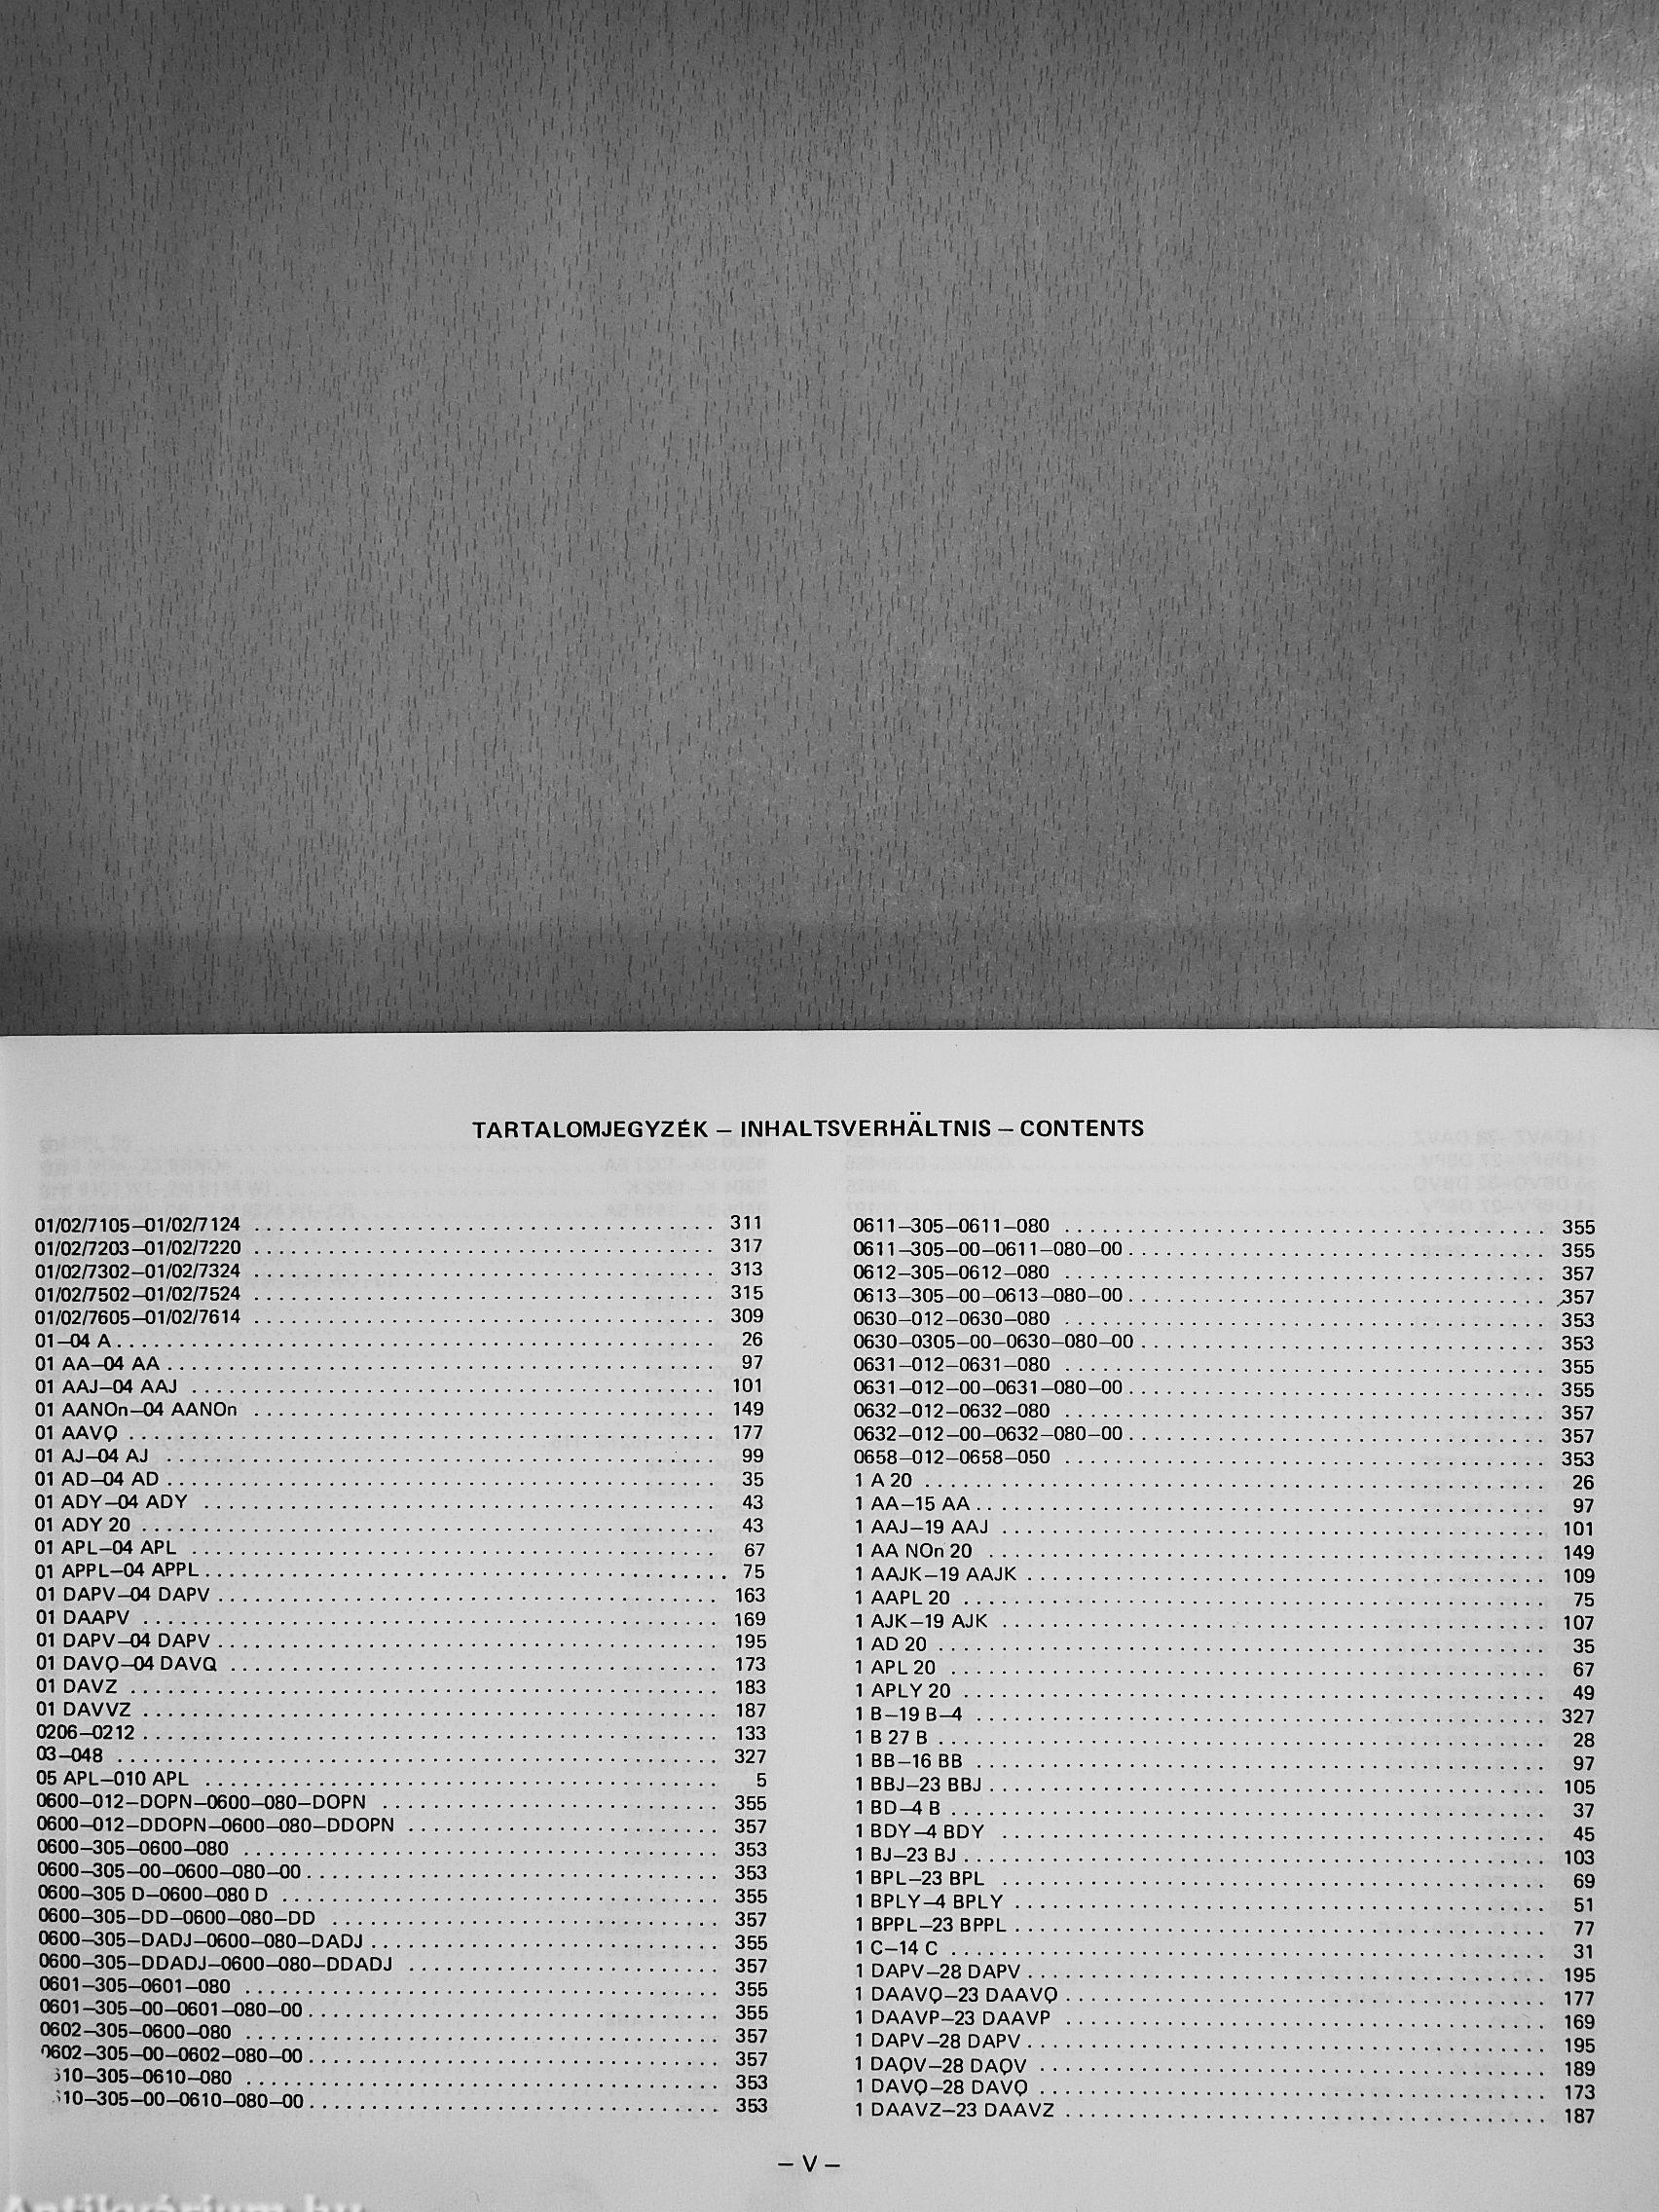 TARTALOMJEGYZÉK – INHALTSVERHÄLTNIS – CONTENTS
01/02/7105–01/02/7124 311
01/02/7203–01/02/7220 317
01/02/7302–01/02/7324 313
01/02/7502–01/02/7524 315
01/02/7605–01/02/7614 309
01–04 A 26
01 AA–04 AA 97
01 AAJ–04 AAJ 101
01 AANOn–04 AANOn 149
01 AAVQ 177
01 AJ–04 AJ 99
01 AD–04 AD 35
01 ADY–04 ADY 43
01 ADY 20 43
01 APL–04 APL 67
01 APPL–04 APPL 75
01 DAPV–04 DAPV 163
01 DAAPV 169
01 DAPV–04 DAPV 195
01 DAVQ–04 DAVQ 173
01 DAVZ 183
01 DAVVZ 187
0206–0212 133
03–048 327
05 APL–010 APL 5
0600–012–DOPN–0600–080–DOPN 355
0600–012–DDOPN–0600–080–DDOPN 357
0600–305–0600–080 353
0600–305–00–0600–080–00 353
0600–305 D–0600–080 D 355
0600–305–DD–0600–080–DD 357
0600–305–DADJ–0600–080–DADJ 355
0600–305–DDADJ–0600–080–DDADJ 357
0601–305–0601–080 355
0601–305–00–0601–080–00 355
0602–305–0600–080 357
0602–305–00–0602–080–00 357
10–305–0610–080 353
10–305–00–0610–080–00 353
0611–305–0611–080 355
0611–305–00–0611–080–00 355
0612–305–0612–080 357
0613–305–00–0613–080–00 357
0630–012–0630–080 353
0630–0305–00–0630–080–00 353
0631–012–0631–080 355
0631–012–00–0631–080–00 355
0632–012–0632–080 357
0632–012–00–0632–080–00 357
0658–012–0658–050 353
1 A 20 26
1 AA–15 AA 97
1 AAJ–19 AAJ 101
1 AA NOn 20 149
1 AAJK–19 AAJK 109
1 AAPL 20 75
1 AJK–19 AJK 107
1 AD 20 35
1 APL 20 67
1 APLY 20 49
1 B–19 B–4 327
1 B 27 B 28
1 BB–16 BB 97
1 BBJ–23 BBJ 105
1 BD–4 B 37
1 BDY–4 BDY 45
1 BJ–23 BJ 103
1 BPL–23 BPL 69
1 BPLY–4 BPLY 51
1 BPPL–23 BPPL 77
1 C–14 C 31
1 DAPV–28 DAPV 195
1 DAAVQ–23 DAAVQ 177
1 DAAVP–23 DAAVP 169
1 DAPV–28 DAPV 195
1 DAQV–28 DAQV 189
1 DAVQ–28 DAVQ 173
1 DAAVZ–23 DAAVZ 187
– V –
Antikvárium.hu